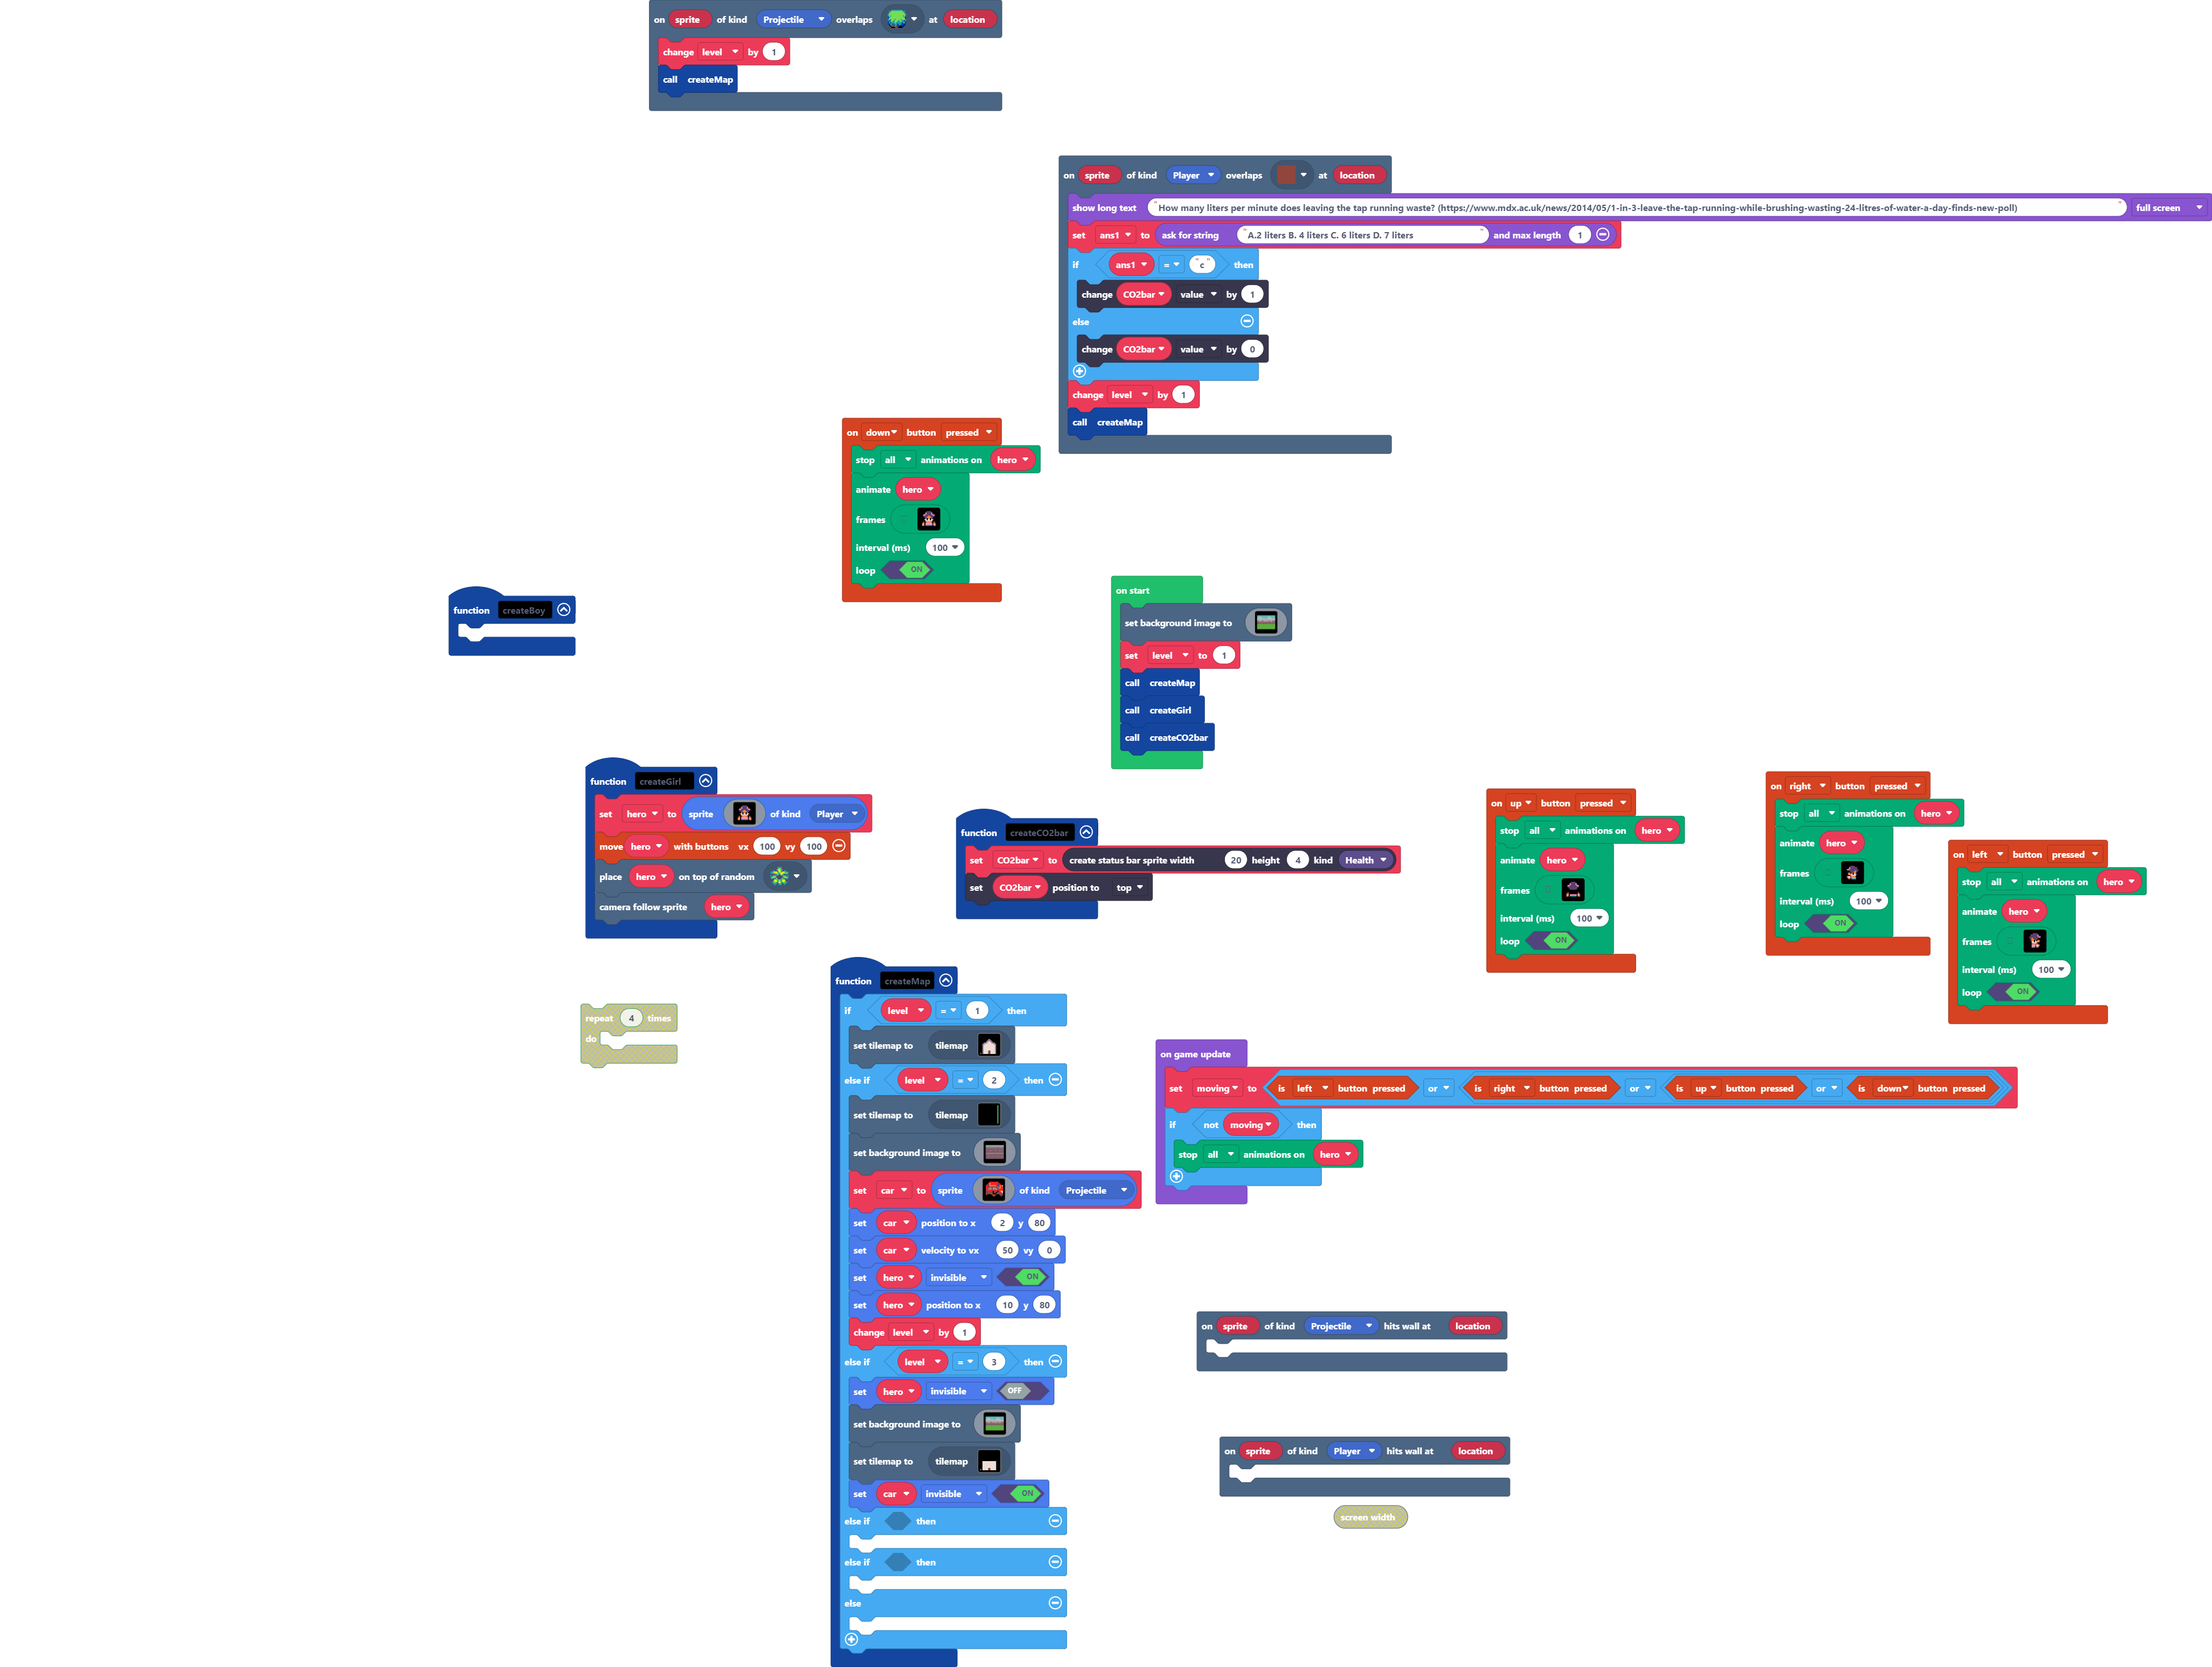 on sprite of kind Projectile overlaps at location
change level by 1
call createMap
on sprite of kind Player overlaps at location
show long text "How many liters per minute does leaving the tap running waste? (https://www.mdx.ac.uk/news/2014/05/1-in-3-leave-the-tap-running-while-brushing-wasting-24-litres-of-water-a-day-finds-new-poll)" full screen
set ans1 to ask for string "A.2 liters B. 4 liters C. 6 liters D. 7 liters" and max length 1
if ans1 = "c" then
change CO2bar value by 1
else
change CO2bar value by 0
change level by 1
call createMap
on down button pressed
stop all animations on hero
animate hero
frames
interval (ms) 100
loop ON
function createBoy
on start
set background image to
set level to 1
call createMap
call createGirl
call createCO2bar
function createGirl
set hero to sprite of kind Player
move hero with buttons vx 100 vy 100
place hero on top of random
camera follow sprite hero
function createCO2bar
set CO2bar to create status bar sprite width 20 height 4 kind Health
set CO2bar position to top
on up button pressed
stop all animations on hero
animate hero
frames
interval (ms) 100
loop ON
on right button pressed
stop all animations on hero
animate hero
frames
interval (ms) 100
loop ON
on left button pressed
stop all animations on hero
animate hero
frames
interval (ms) 100
loop ON
repeat 4 times
do
function createMap
if level = 1 then
set tilemap to tilemap
else if level = 2 then
set tilemap to tilemap
set background image to
set car to sprite of kind Projectile
set car position to x 2 y 80
set car velocity to vx 50 vy 0
set hero invisible ON
set hero position to x 10 y 80
change level by 1
else if level = 3 then
set hero invisible OFF
set background image to
set tilemap to tilemap
set car invisible ON
else if then
else if then
else
on game update
set moving to is left button pressed or is right button pressed or is up button pressed or is down button pressed
if not moving then
stop all animations on hero
on sprite of kind Projectile hits wall at location
on sprite of kind Player hits wall at location
screen width